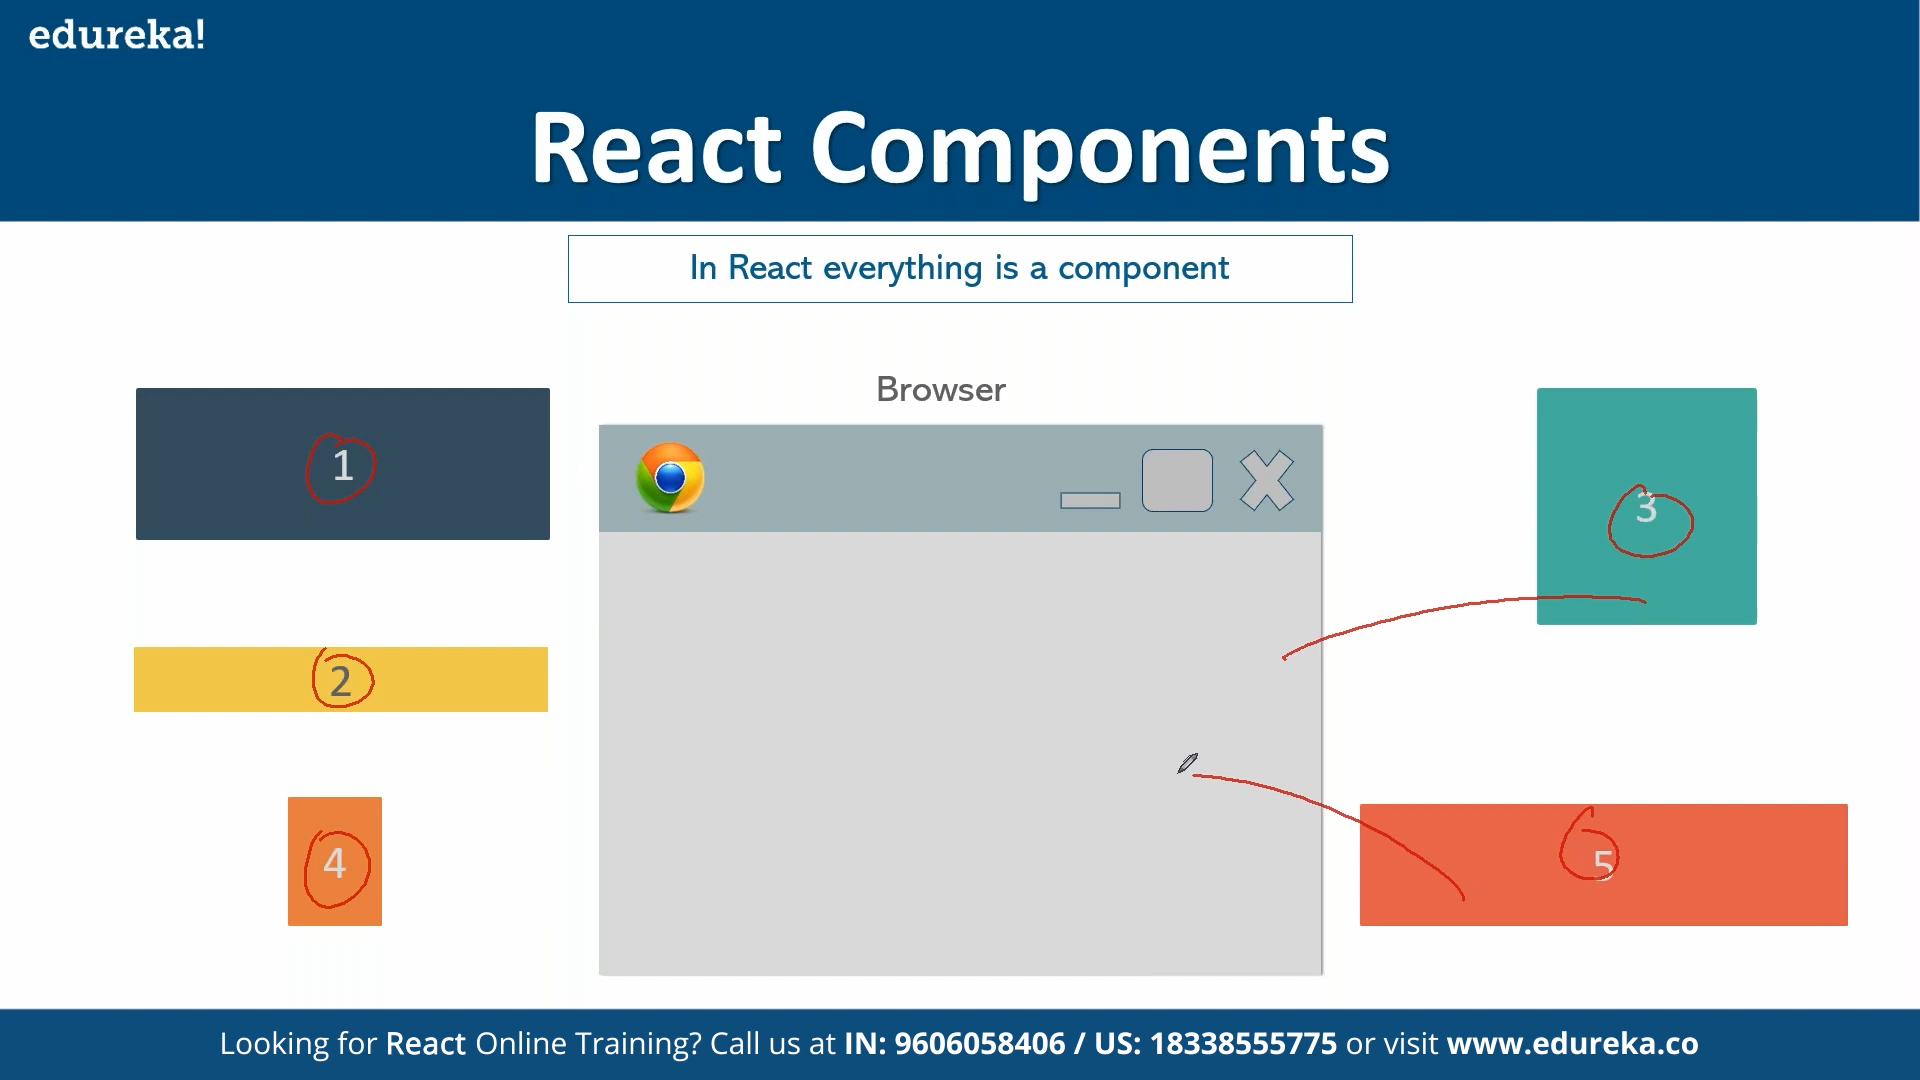 edureka!
React Components
In React everything is a component
Browser
1
3
2
4
5
Looking for React Online Training? Call us at IN: 9606058406 / US: 18338555775 or visit www.edureka.co